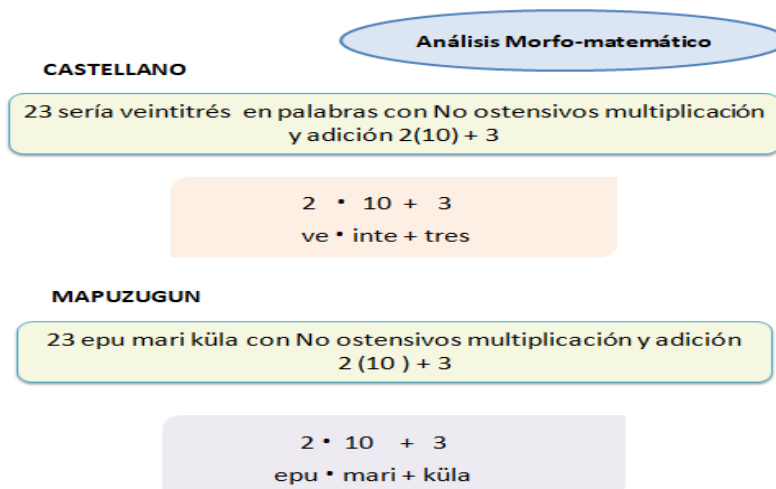 Análisis Morfo-matemático
CASTELLANO
23 sería veintitrés en palabras con No ostensivos multiplicación
y adición 2(10) + 3
2 • 10 + 3
ve • inte + tres
MAPUZUGUN
23 epu mari küla con No ostensivos multiplicación y adición
2 (10 ) + 3
2 • 10 + 3
epu • mari + küla